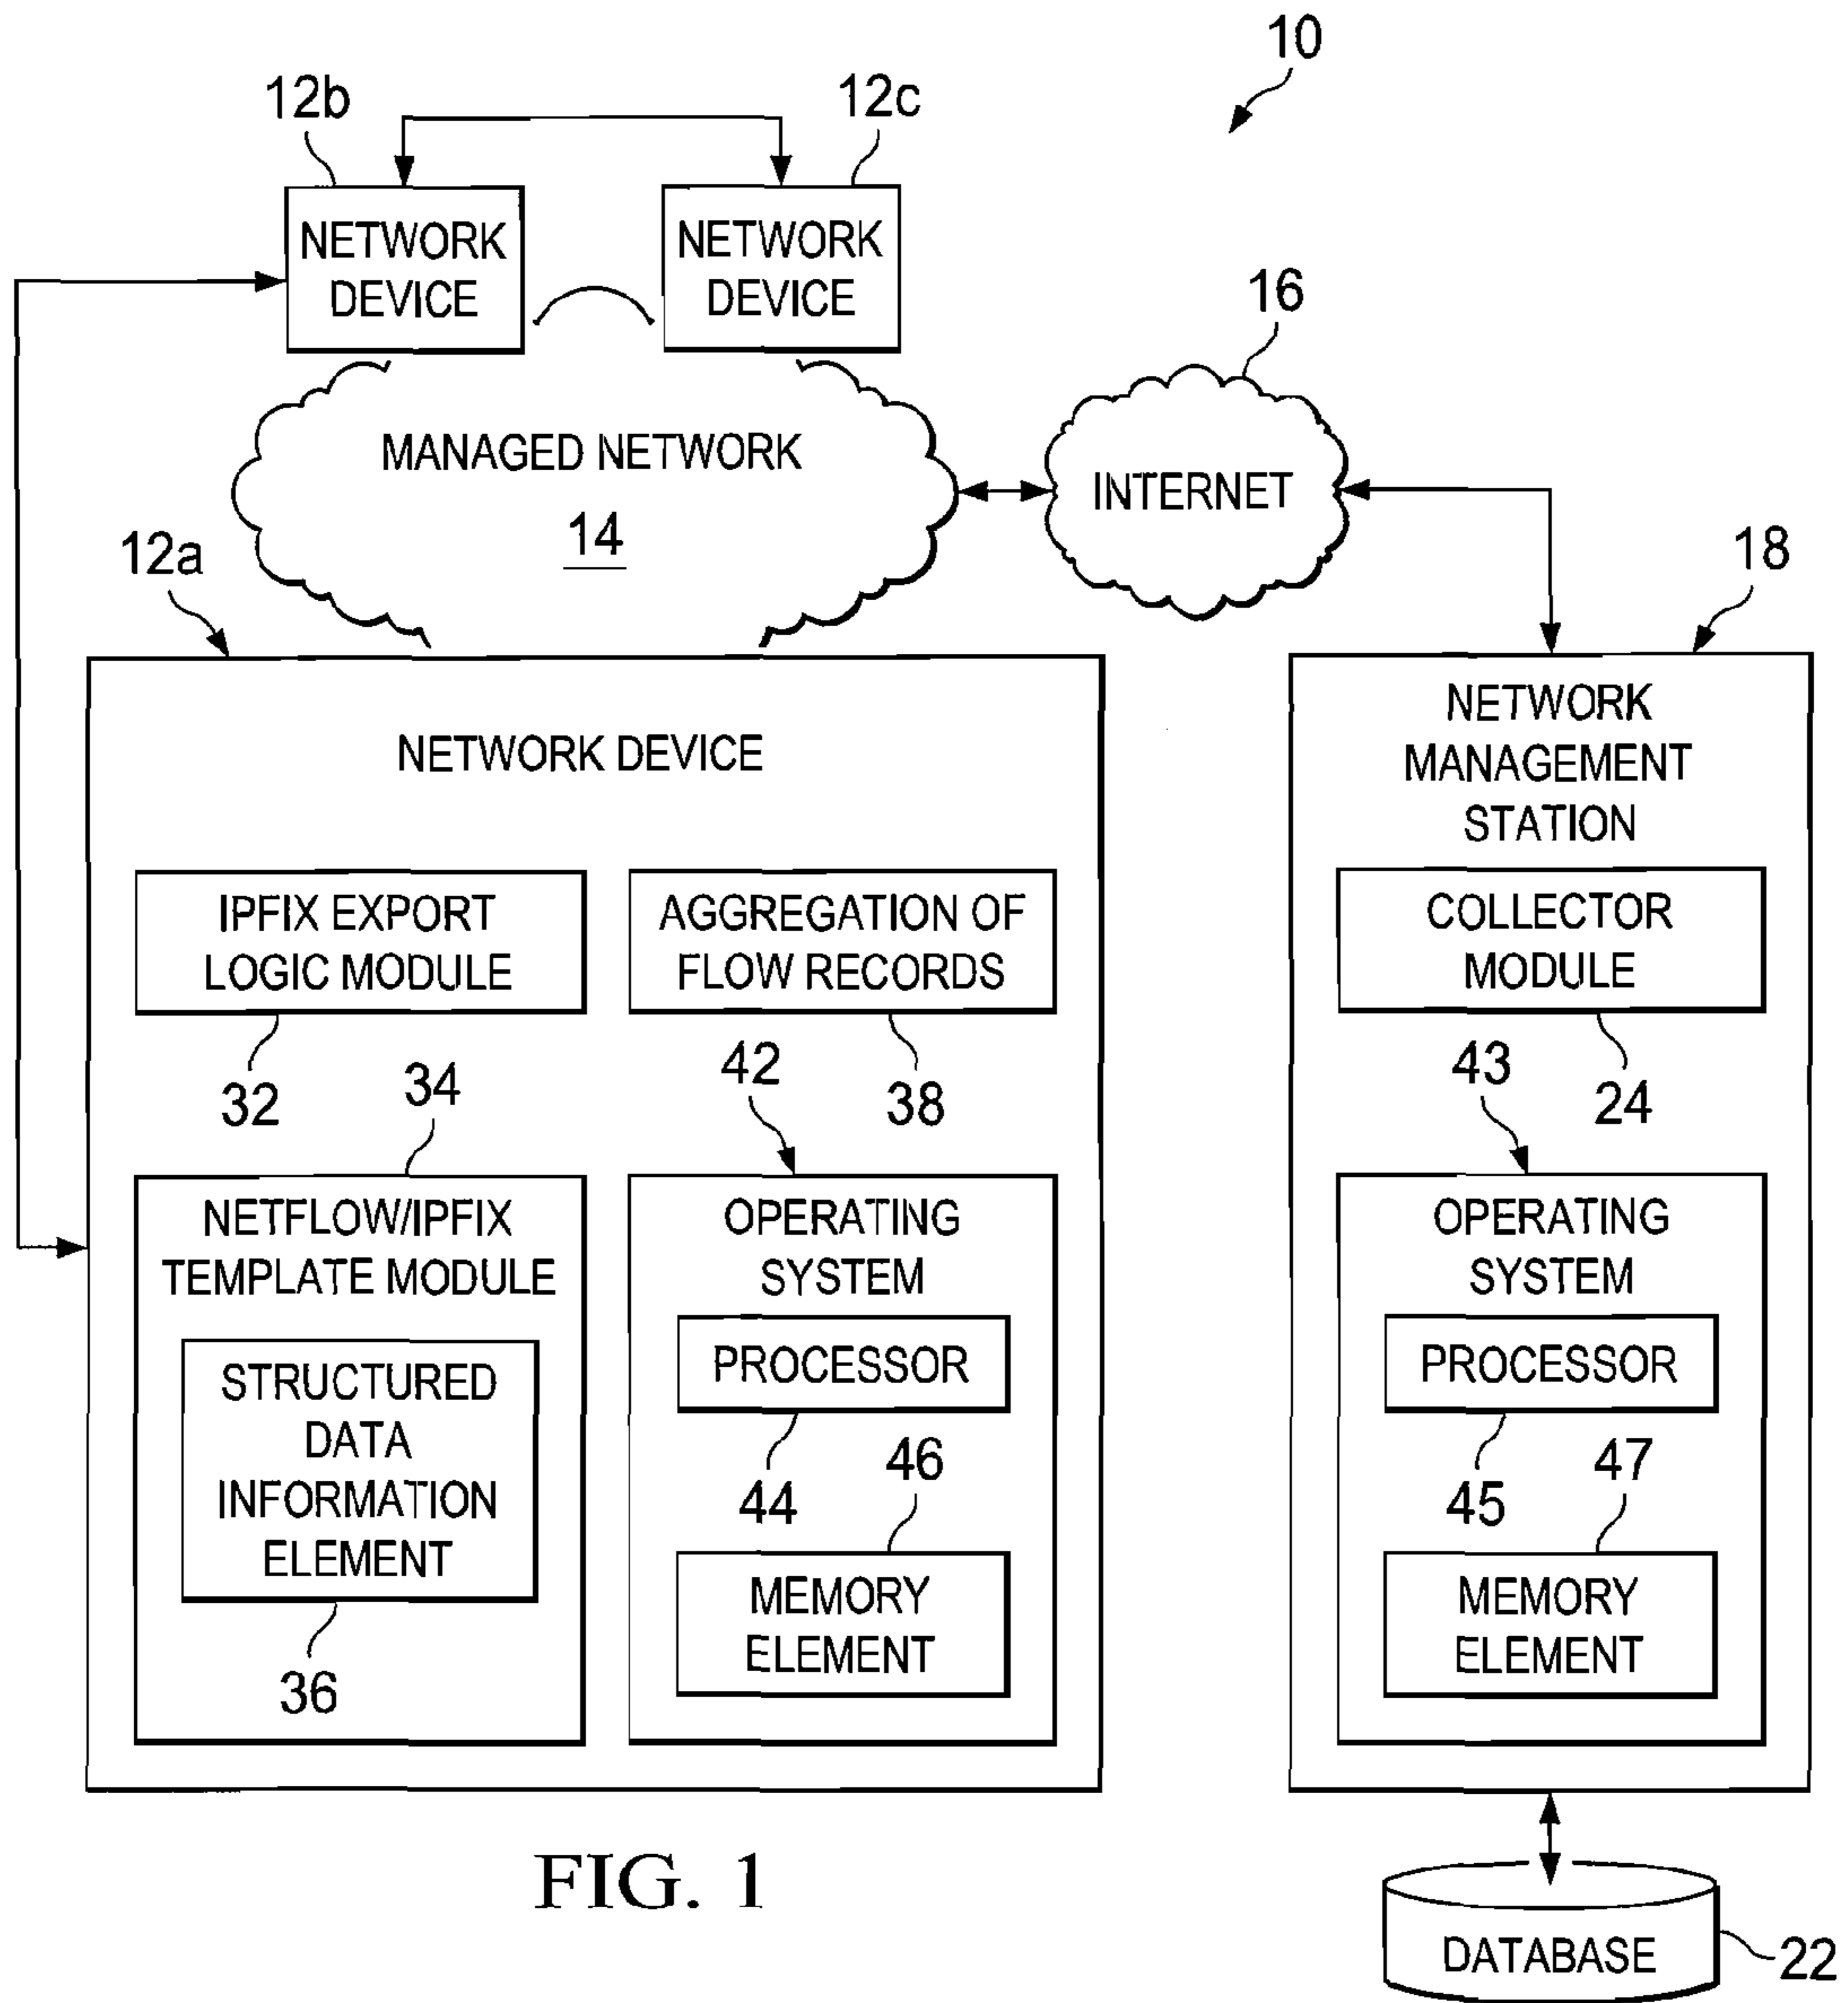 10
12b
12c
NETWORK
DEVICE
NETWORK
DEVICE
16
MANAGED NETWORK
14
INTERNET
12a
18
NETWORK DEVICE
IPFIX EXPORT
LOGIC MODULE
32
AGGREGATION OF
FLOW RECORDS
38
34
NETFLOW/IPFIX
TEMPLATE MODULE
STRUCTURED
DATA
INFORMATION
ELEMENT
36
42
OPERATING
SYSTEM
PROCESSOR
44
46
MEMORY
ELEMENT
NETWORK
MANAGEMENT
STATION
COLLECTOR
MODULE
24
43
OPERATING
SYSTEM
PROCESSOR
45
47
MEMORY
ELEMENT
DATABASE
22
FIG. 1